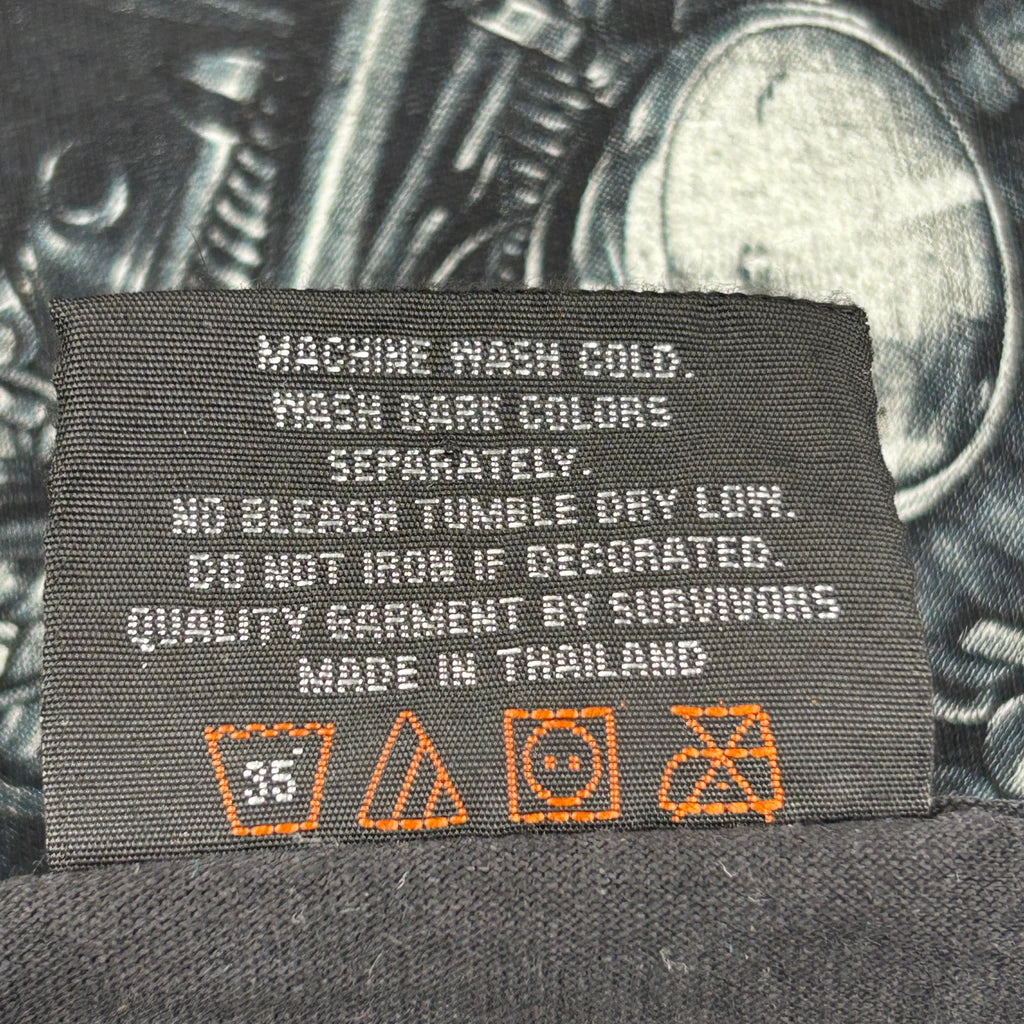 MACHINE WASH COLD.
WASH DARK COLORS
SEPARATELY.
NO BLEACH TUMBLE DRY LOW.
DO NOT IRON IF DECORATED.
QUALITY GARMENT BY SURVIVORS
MADE IN THAILAND
35